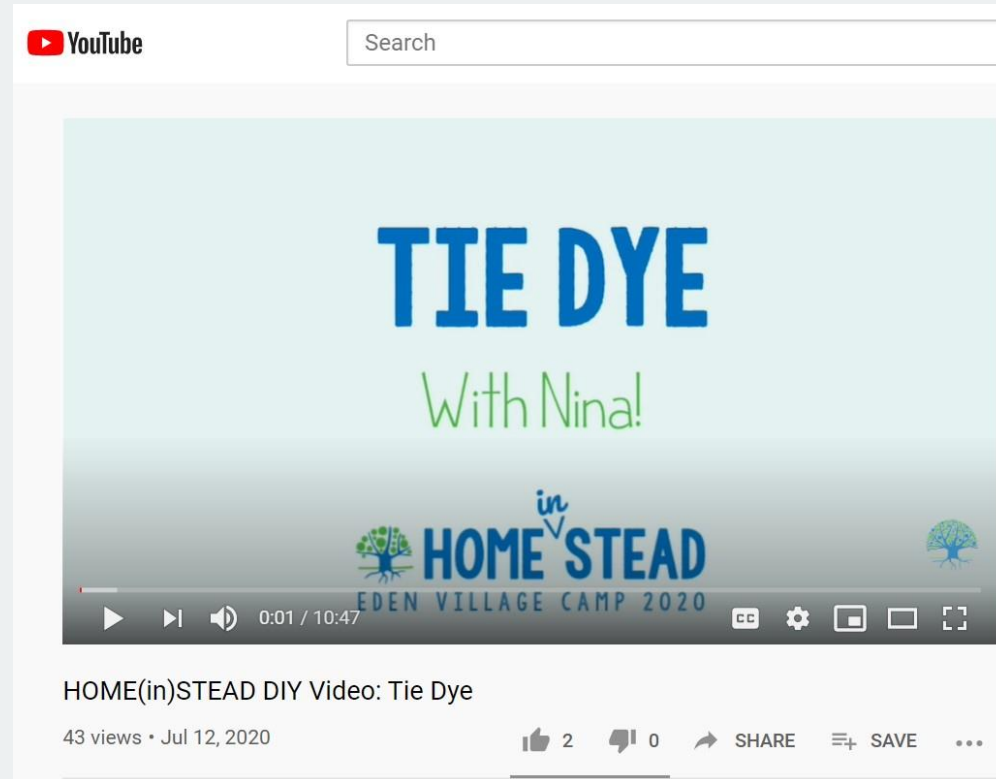 YouTube
Search
TIE DYE
With Nina!
in
HOME STEAD
EDEN VILLAGE CAMP 2020
0:01 / 10:47
CC
HOME(in)STEAD DIY Video: Tie Dye
43 views • Jul 12, 2020
2
0
SHARE
SAVE